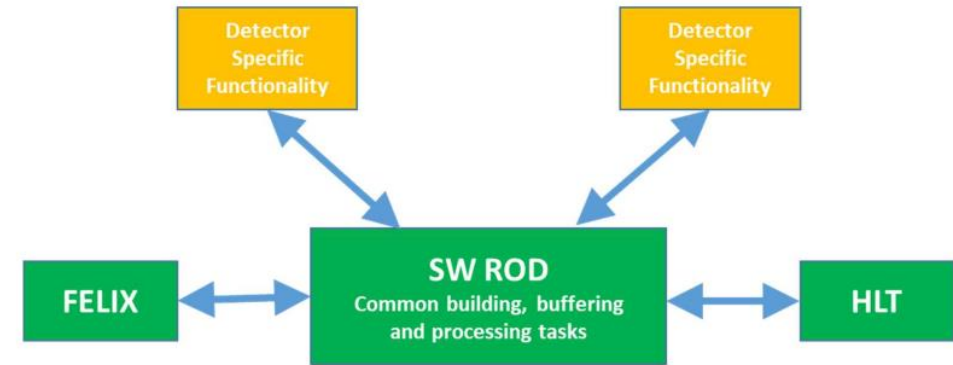 Detector
Specific
Functionality
Detector
Specific
Functionality
FELIX
SW ROD
Common building, buffering
and processing tasks
HLT